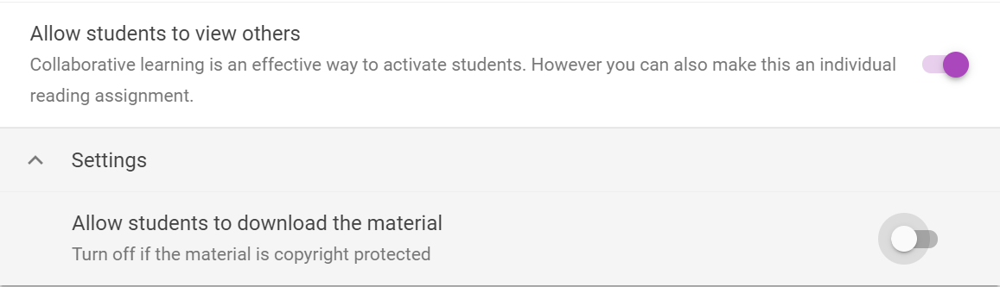 Allow students to view others
Collaborative learning is an effective way to activate students. However you can also make this an individual
reading assignment.
Settings
Allow students to download the material
Turn off if the material is copyright protected